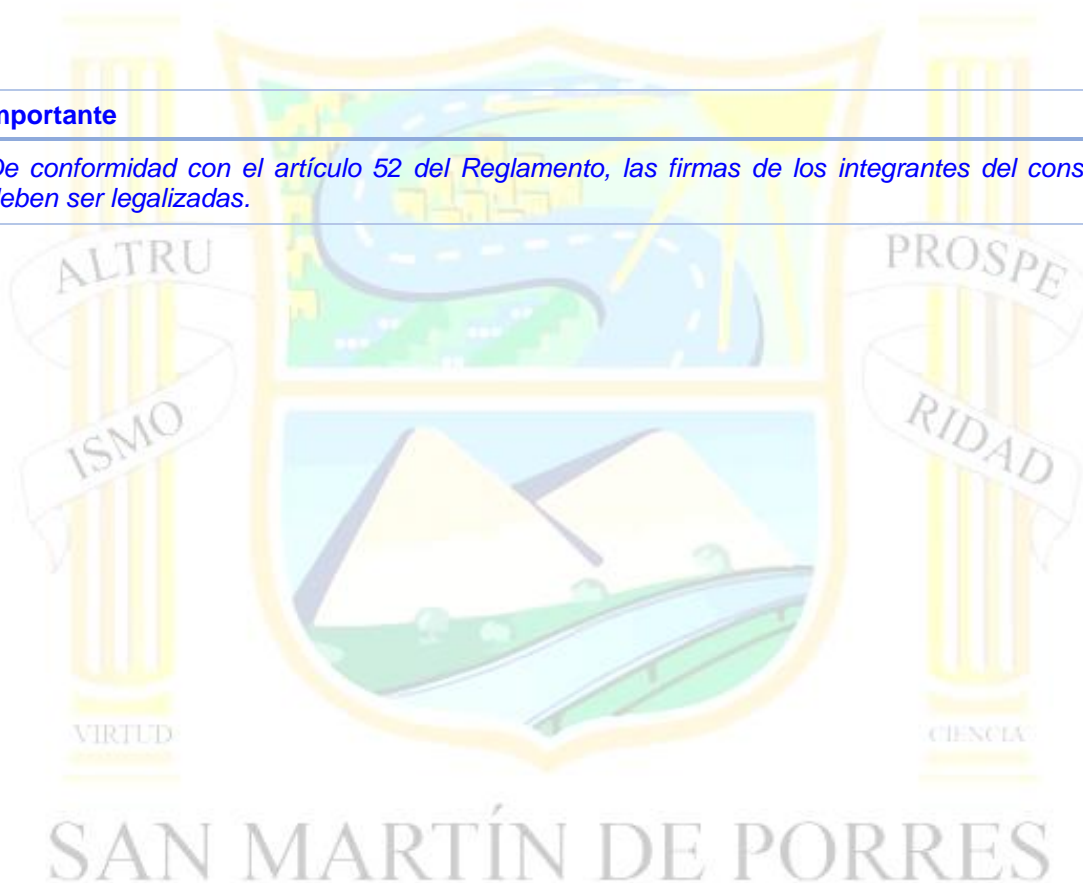 mportante
De conformidad con el artículo 52 del Reglamento, las firmas de los integrantes del cons
deben ser legalizadas.
ALTRU
PROSPE
ISMO
RIDAD
VIRTUD
CIENCIA
SAN MARTÍN DE PORRES